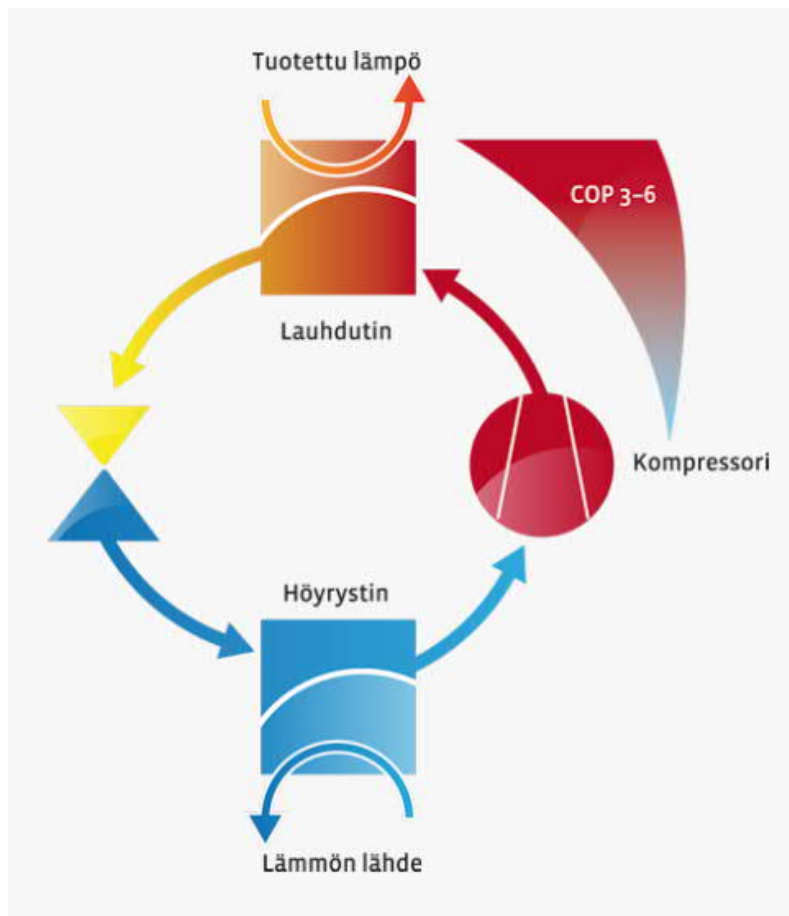 Tuotettu lämpö
COP 3–6
Lauhdutin
Kompressori
Höyrystin
Lämmön lähde